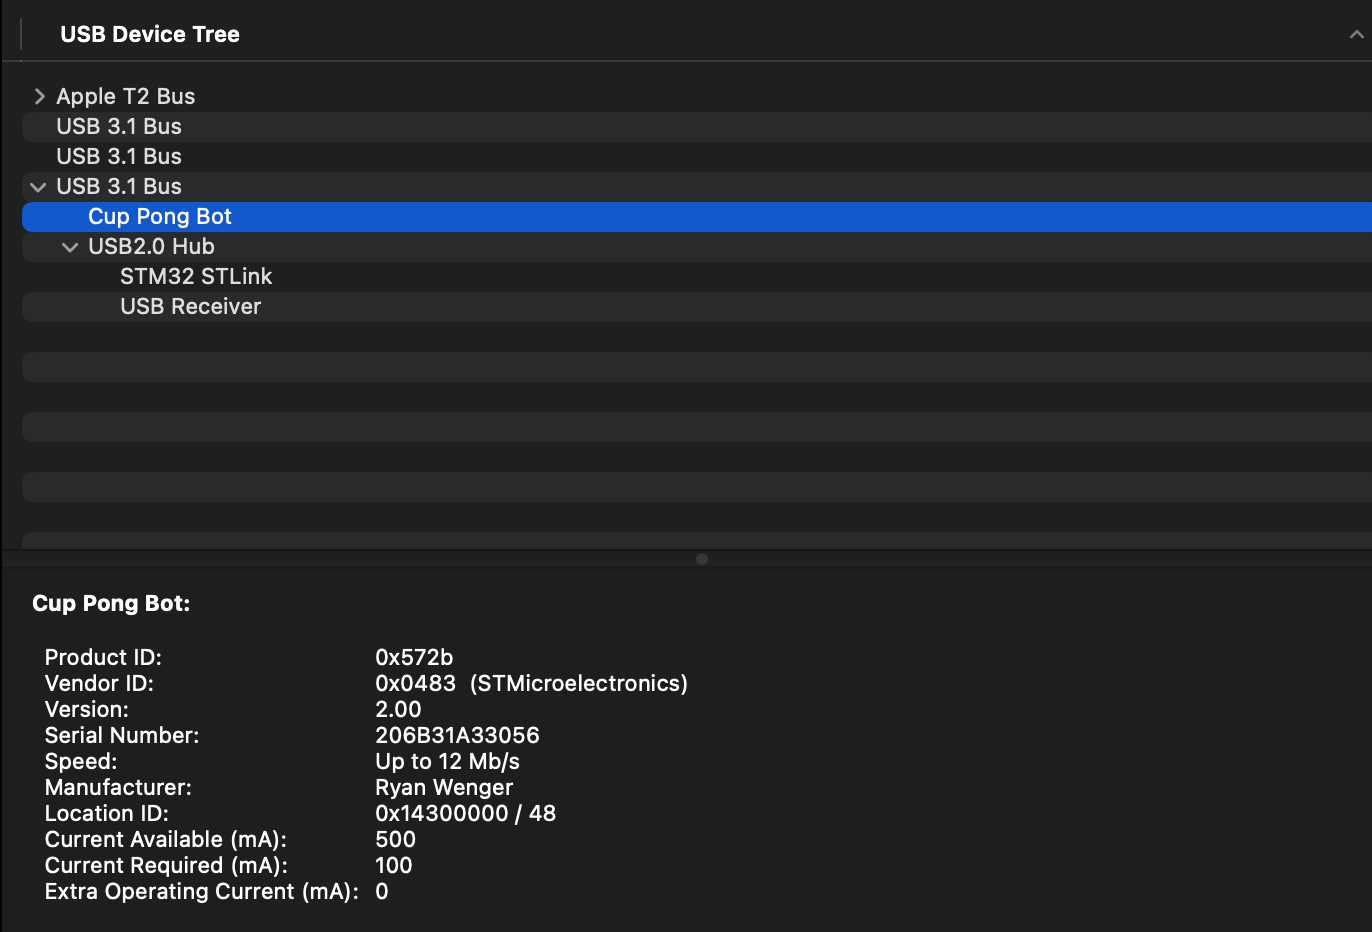 USB Device Tree
Apple T2 Bus
USB 3.1 Bus
USB 3.1 Bus
USB 3.1 Bus
Cup Pong Bot
USB2.0 Hub
STM32 STLink
USB Receiver
Cup Pong Bot:
Product ID: 0x572b
Vendor ID: 0x0483 (STMicroelectronics)
Version: 2.00
Serial Number: 206B31A33056
Speed: Up to 12 Mb/s
Manufacturer: Ryan Wenger
Location ID: 0x14300000 / 48
Current Available (mA): 500
Current Required (mA): 100
Extra Operating Current (mA): 0